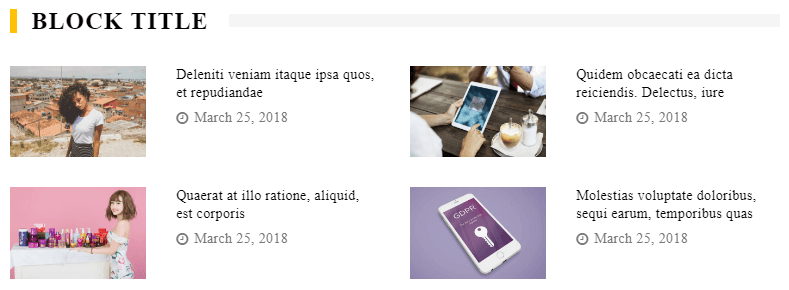 BLOCK TITLE
Deleniti veniam itaque ipsa quos,
et repudiandae
March 25, 2018
Quidem obcaecati ea dicta
reiciendis. Delectus, iure
March 25, 2018
Quaerat at illo ratione, aliquid,
est corporis
March 25, 2018
GDPR
Molestias voluptate doloribus,
sequi earum, temporibus quas
March 25, 2018